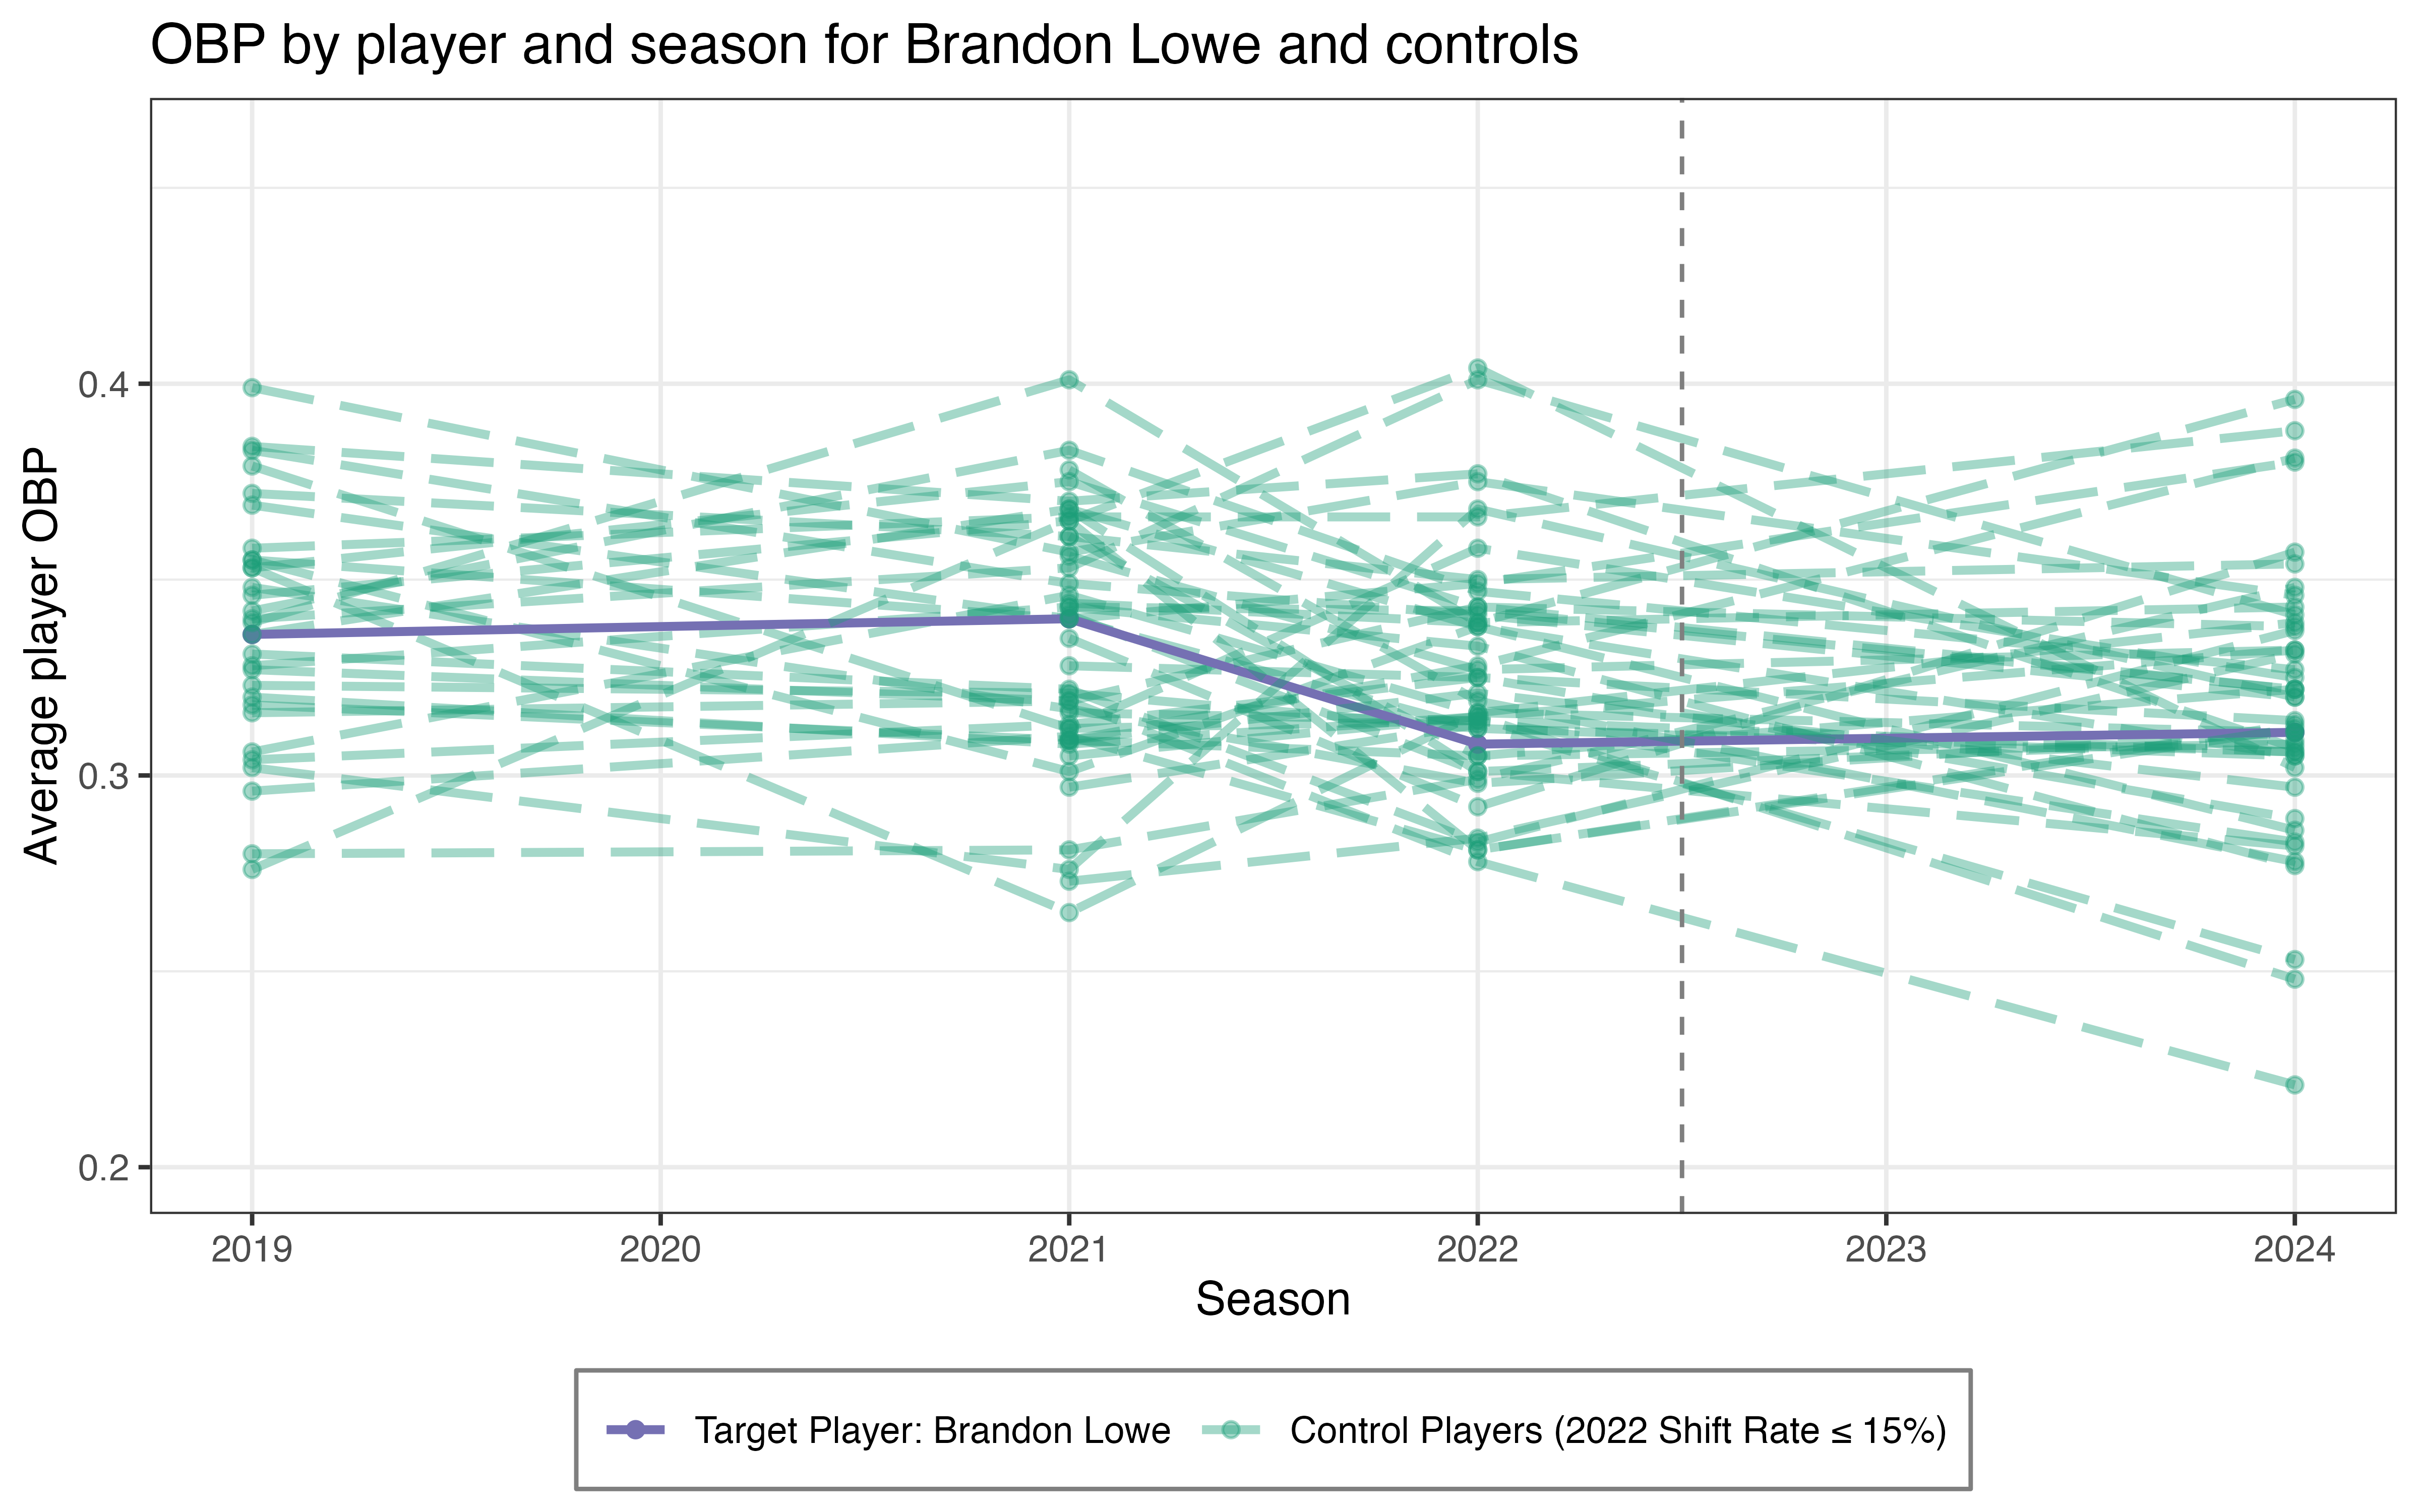 OBP by player and season for Brandon Lowe and controls
Average player OBP
0.4
0.3
0.2
2019 2020 2021 2022 2023 2024
Season
Target Player: Brandon Lowe Control Players (2022 Shift Rate ≤ 15%)